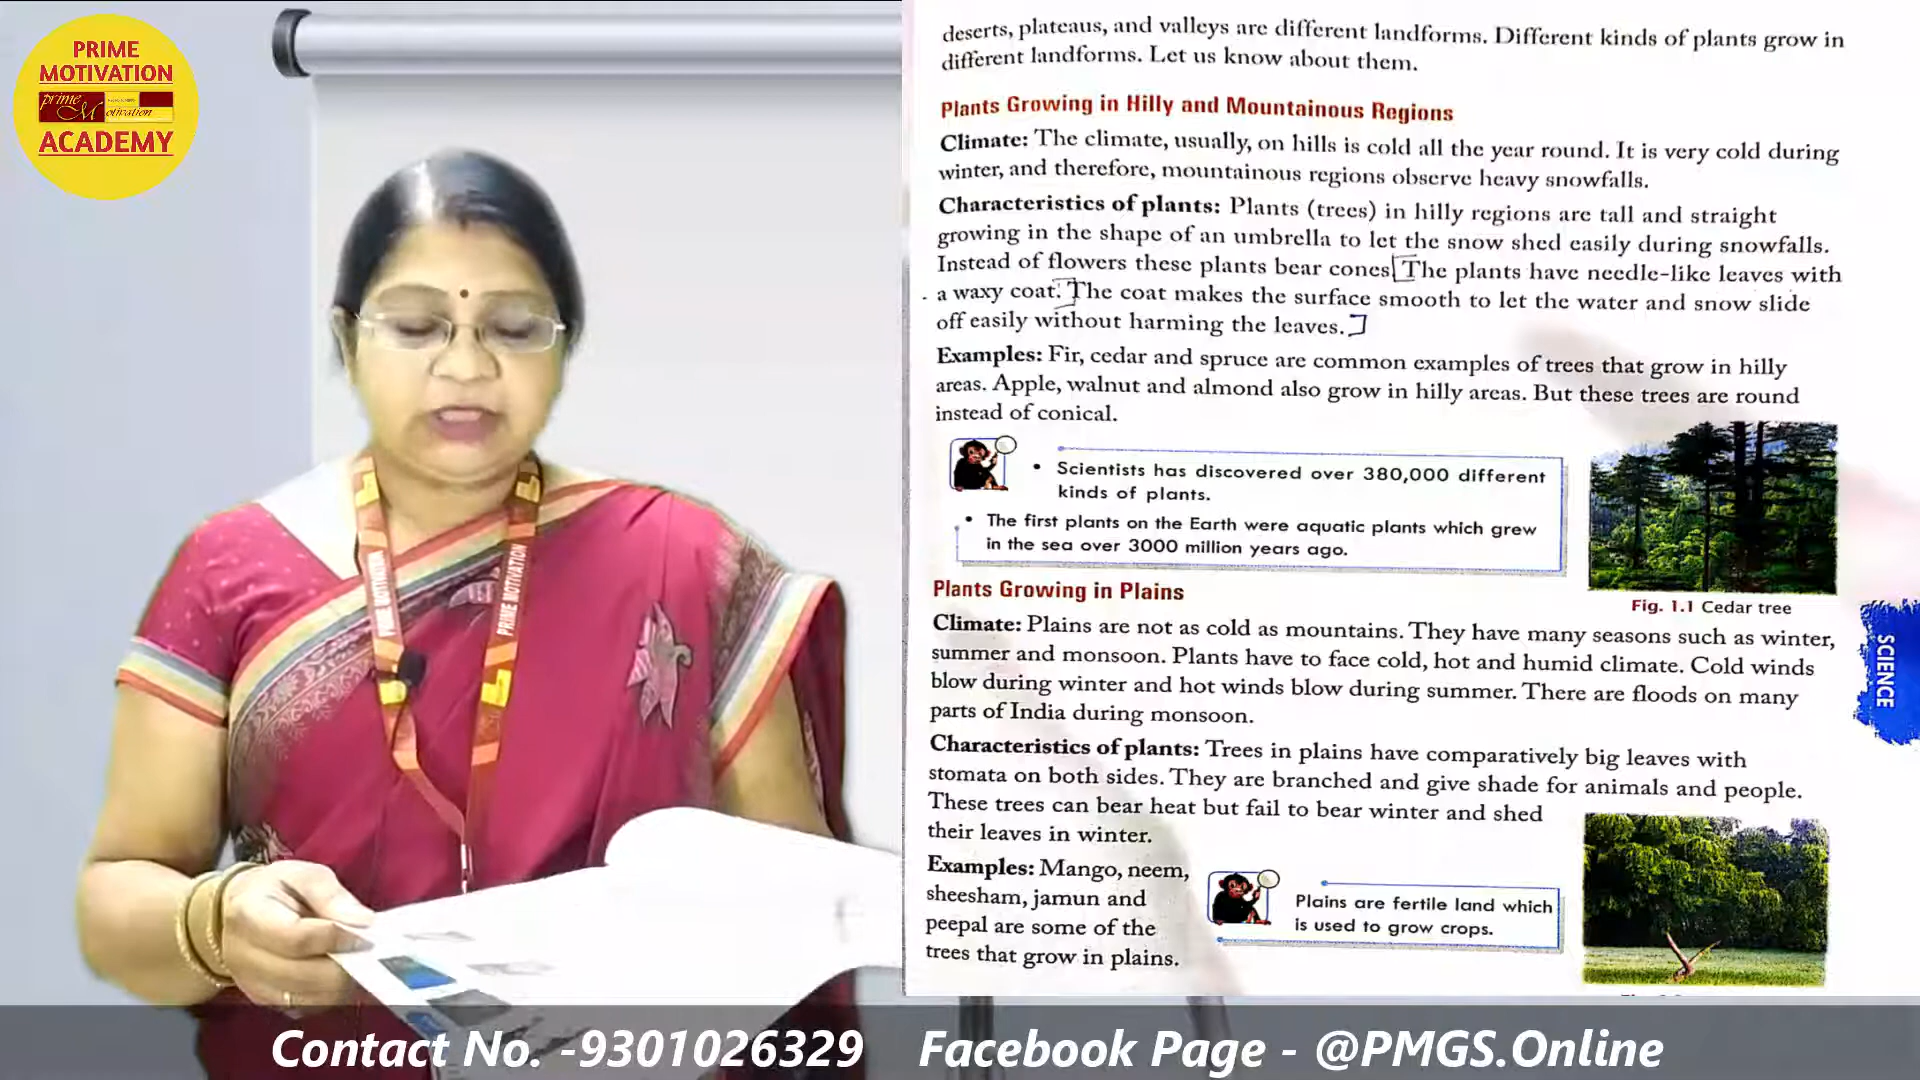 PRIME
MOTIVATION
prime
Motivation
ACADEMY
PRIME MOTIVATION
PRIME MOTIVATION
deserts, plateaus, and valleys are different landforms. Different kinds of plants grow in
different landforms. Let us know about them.
Plants Growing in Hilly and Mountainous Regions
Climate: The climate, usually, on hills is cold all the year round. It is very cold during
winter, and therefore, mountainous regions observe heavy snowfalls.
Characteristics of plants: Plants (trees) in hilly regions are tall and straight
growing in the shape of an umbrella to let the snow shed easily during snowfalls.
Instead of flowers these plants bear cones. The plants have needle-like leaves with
a waxy coat. The coat makes the surface smooth to let the water and snow slide
off easily without harming the leaves.
Examples: Fir, cedar and spruce are common examples of trees that grow in hilly
areas. Apple, walnut and almond also grow in hilly areas. But these trees are round
instead of conical.
• Scientists has discovered over 380,000 different
kinds of plants.
• The first plants on the Earth were aquatic plants which grew
in the sea over 3000 million years ago.
Fig. 1.1 Cedar tree
Plants Growing in Plains
Climate: Plains are not as cold as mountains. They have many seasons such as winter,
summer and monsoon. Plants have to face cold, hot and humid climate. Cold winds
blow during winter and hot winds blow during summer. There are floods on many
parts of India during monsoon.
Characteristics of plants: Trees in plains have comparatively big leaves with
stomata on both sides. They are branched and give shade for animals and people.
These trees can bear heat but fail to bear winter and shed
their leaves in winter.
Examples: Mango, neem,
sheesham, jamun and
peepal are some of the
trees that grow in plains.
Plains are fertile land which
is used to grow crops.
SCIENCE
Contact No. -9301026329 Facebook Page - @PMGS.Online